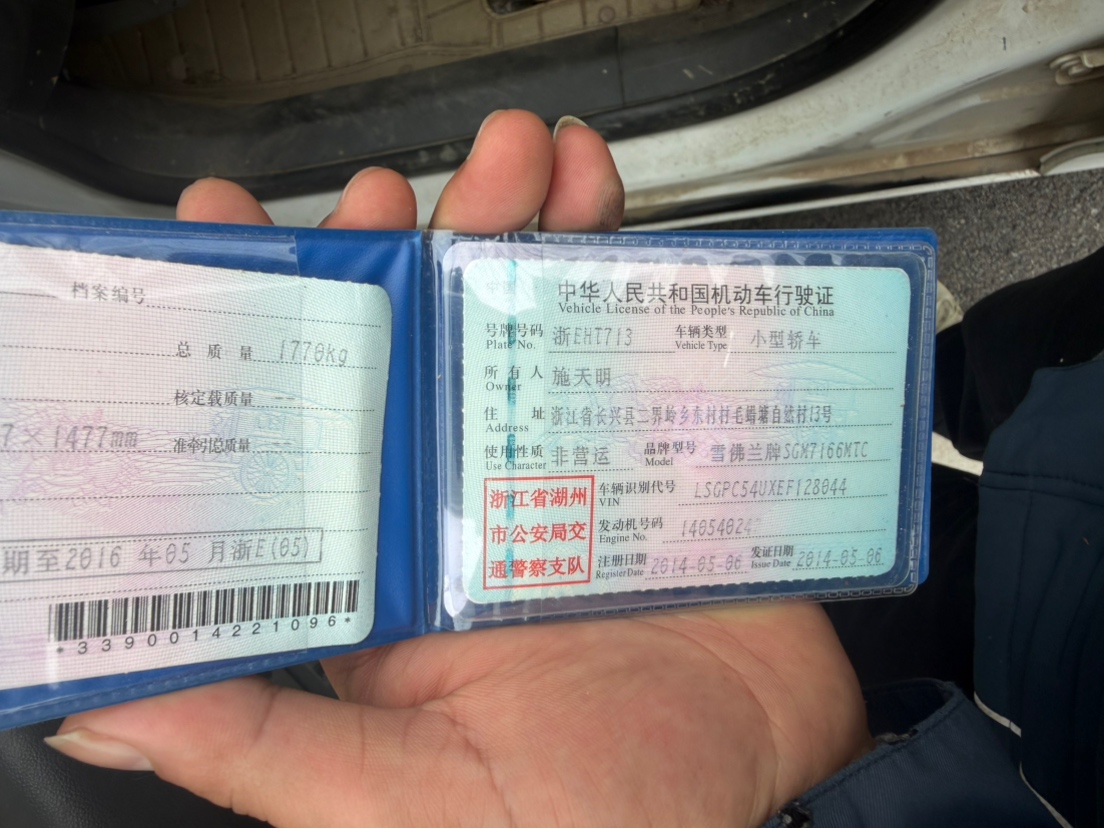 档案编号
总质量 1770kg
核定载质量 --
7×1477mm 准牵引总质量 --
期至2016 年05 月浙E(05)
*3390014221096*
中华人民共和国机动车行驶证
Vehicle License of the People's Republic of China
号牌号码 浙EHT713 车辆类型 小型轿车
Plate No. Vehicle Type
所有人 施天明
Owner
住址 浙江省长兴县二界岭乡东村村毛蜡塘自然村13号
Address
使用性质 非营运 品牌型号 雪佛兰牌SGM7166MTC
Use Character Model
浙江省湖州 车辆识别代号 LSGPC54UXEF128044
VIN
市公安局交 发动机号码
Engine No.
通警察支队 注册日期 2014-05-06 发证日期 2014-05-06
Register Date Issue Date